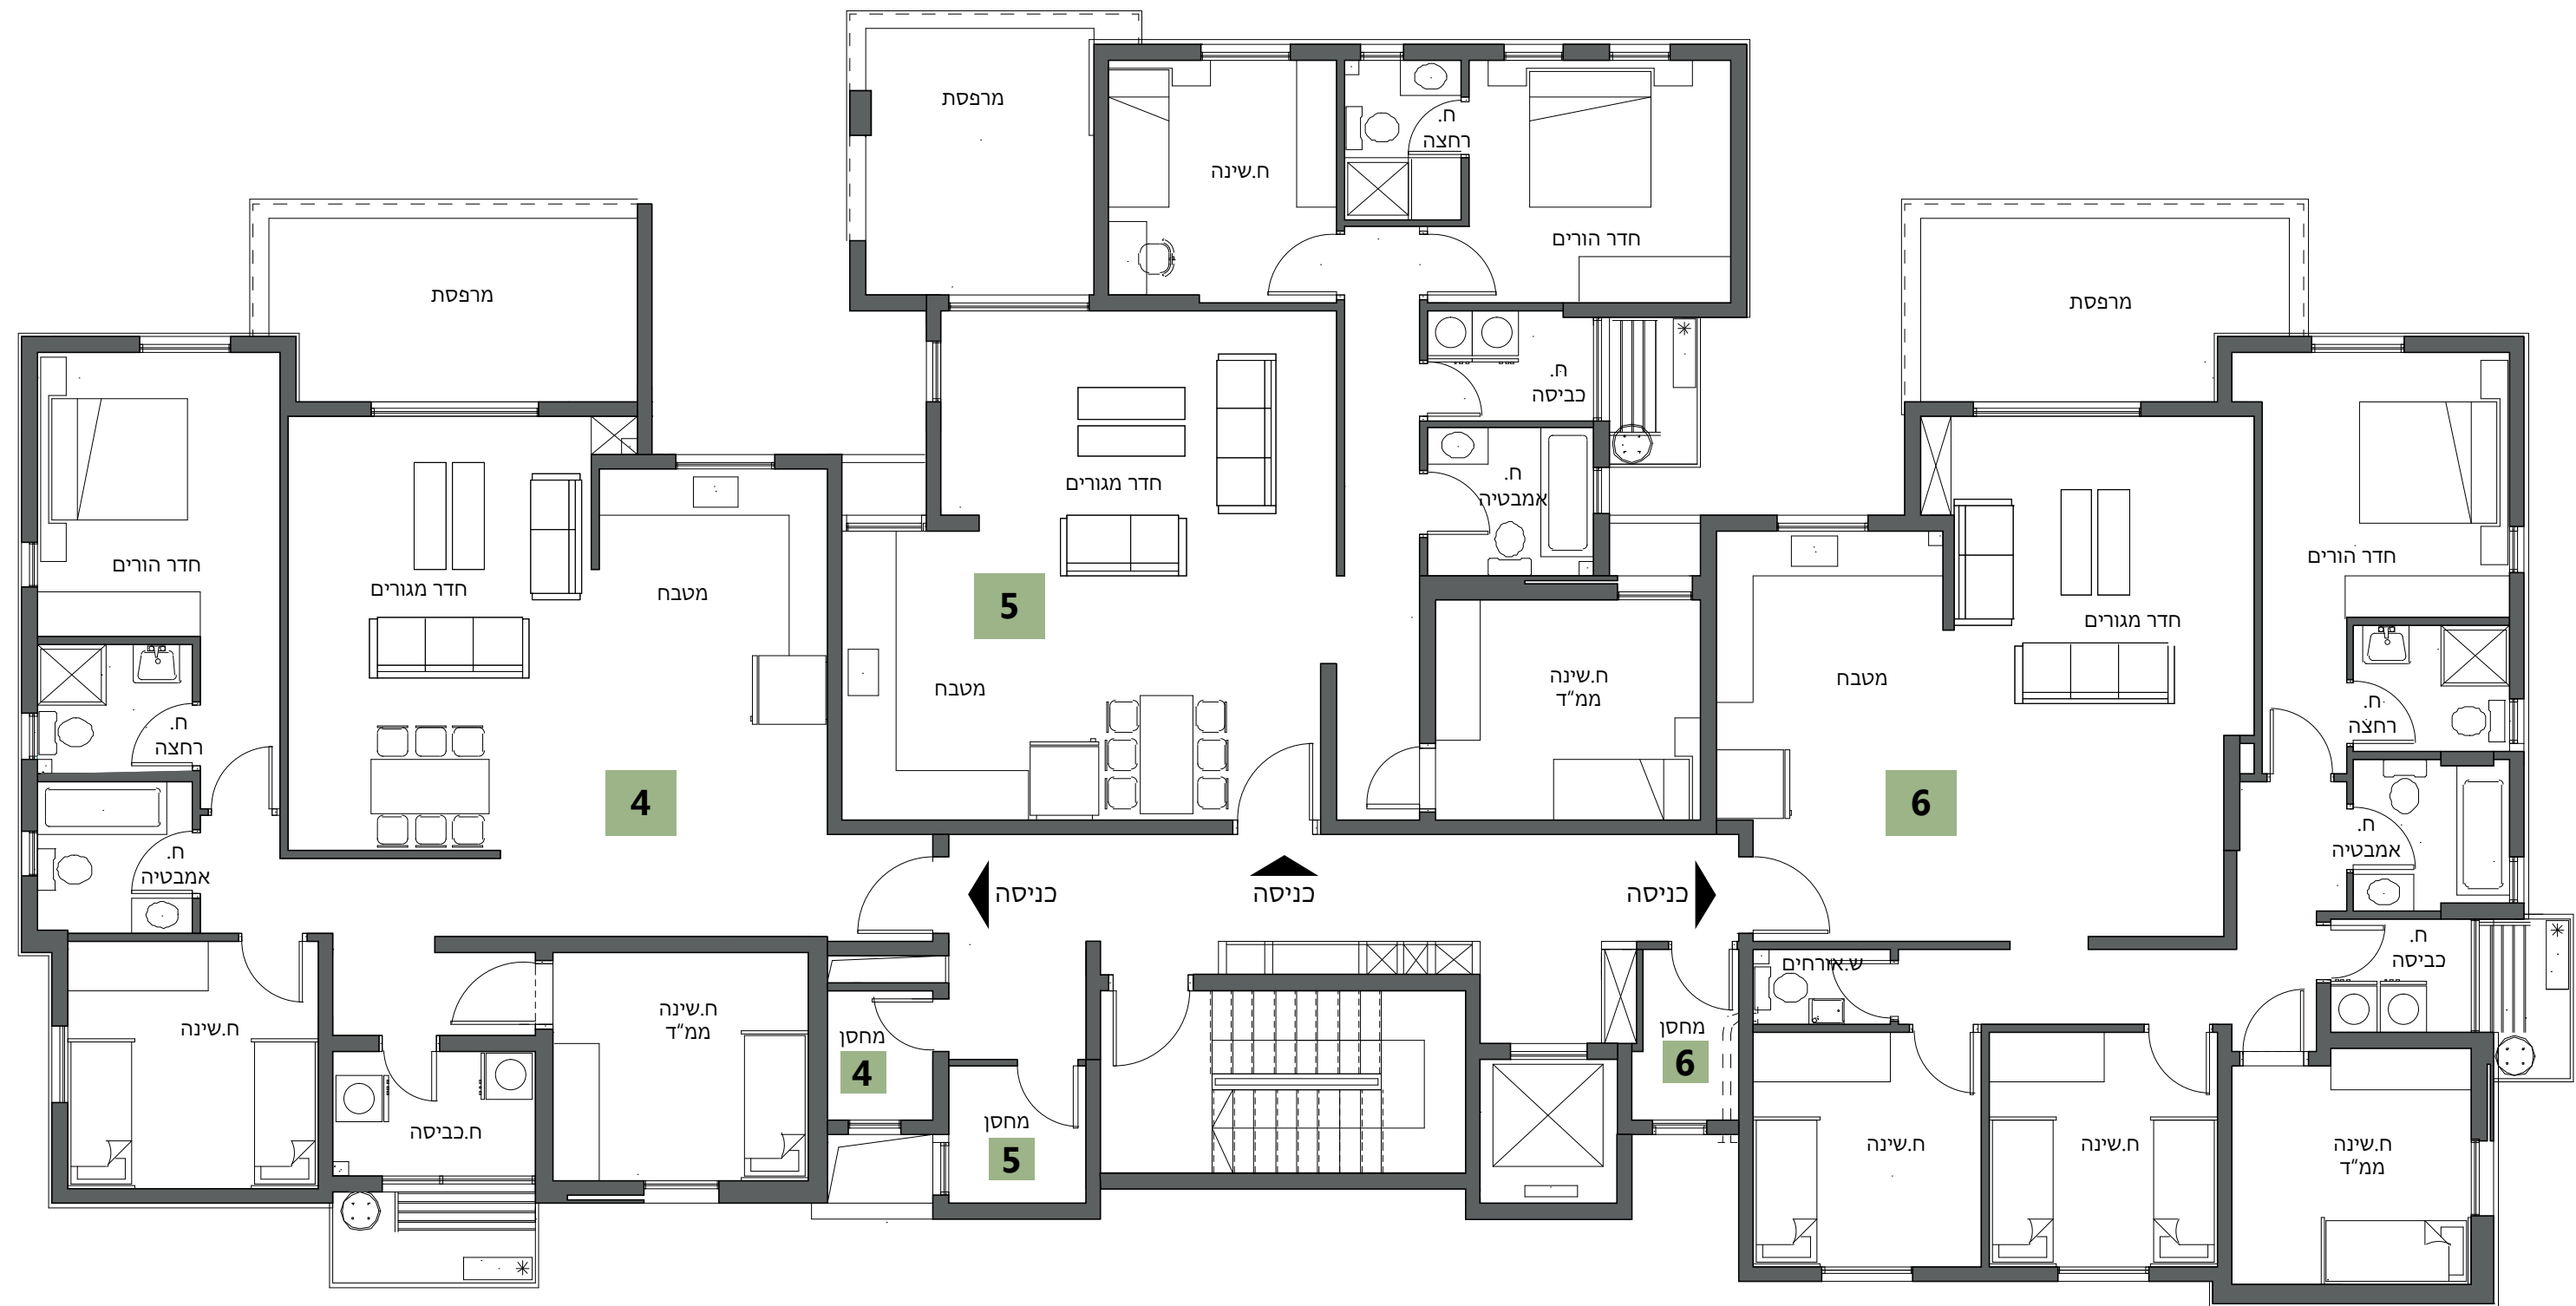 מרפסת
ח.שינה
ח.
רחצה
חדר הורים
ח.
כביסה
ח.
אמבטיה
חדר מגורים
5
מטבח
ח.שינה
ממ״ד
מרפסת
חדר הורים
חדר מגורים
מטבח
ח.
רחצה
4
ח.
אמבטיה
ח.שינה
ח.כביסה
ח.שינה
ממ״ד
מרפסת
חדר הורים
חדר מגורים
מטבח
ח.
רחצה
6
ח.
אמבטיה
ח.
כביסה
ש.אורחים
ח.שינה
ח.שינה
ח.שינה
ממ״ד
כניסה
כניסה
כניסה
מחסן
4
מחסן
5
מחסן
6